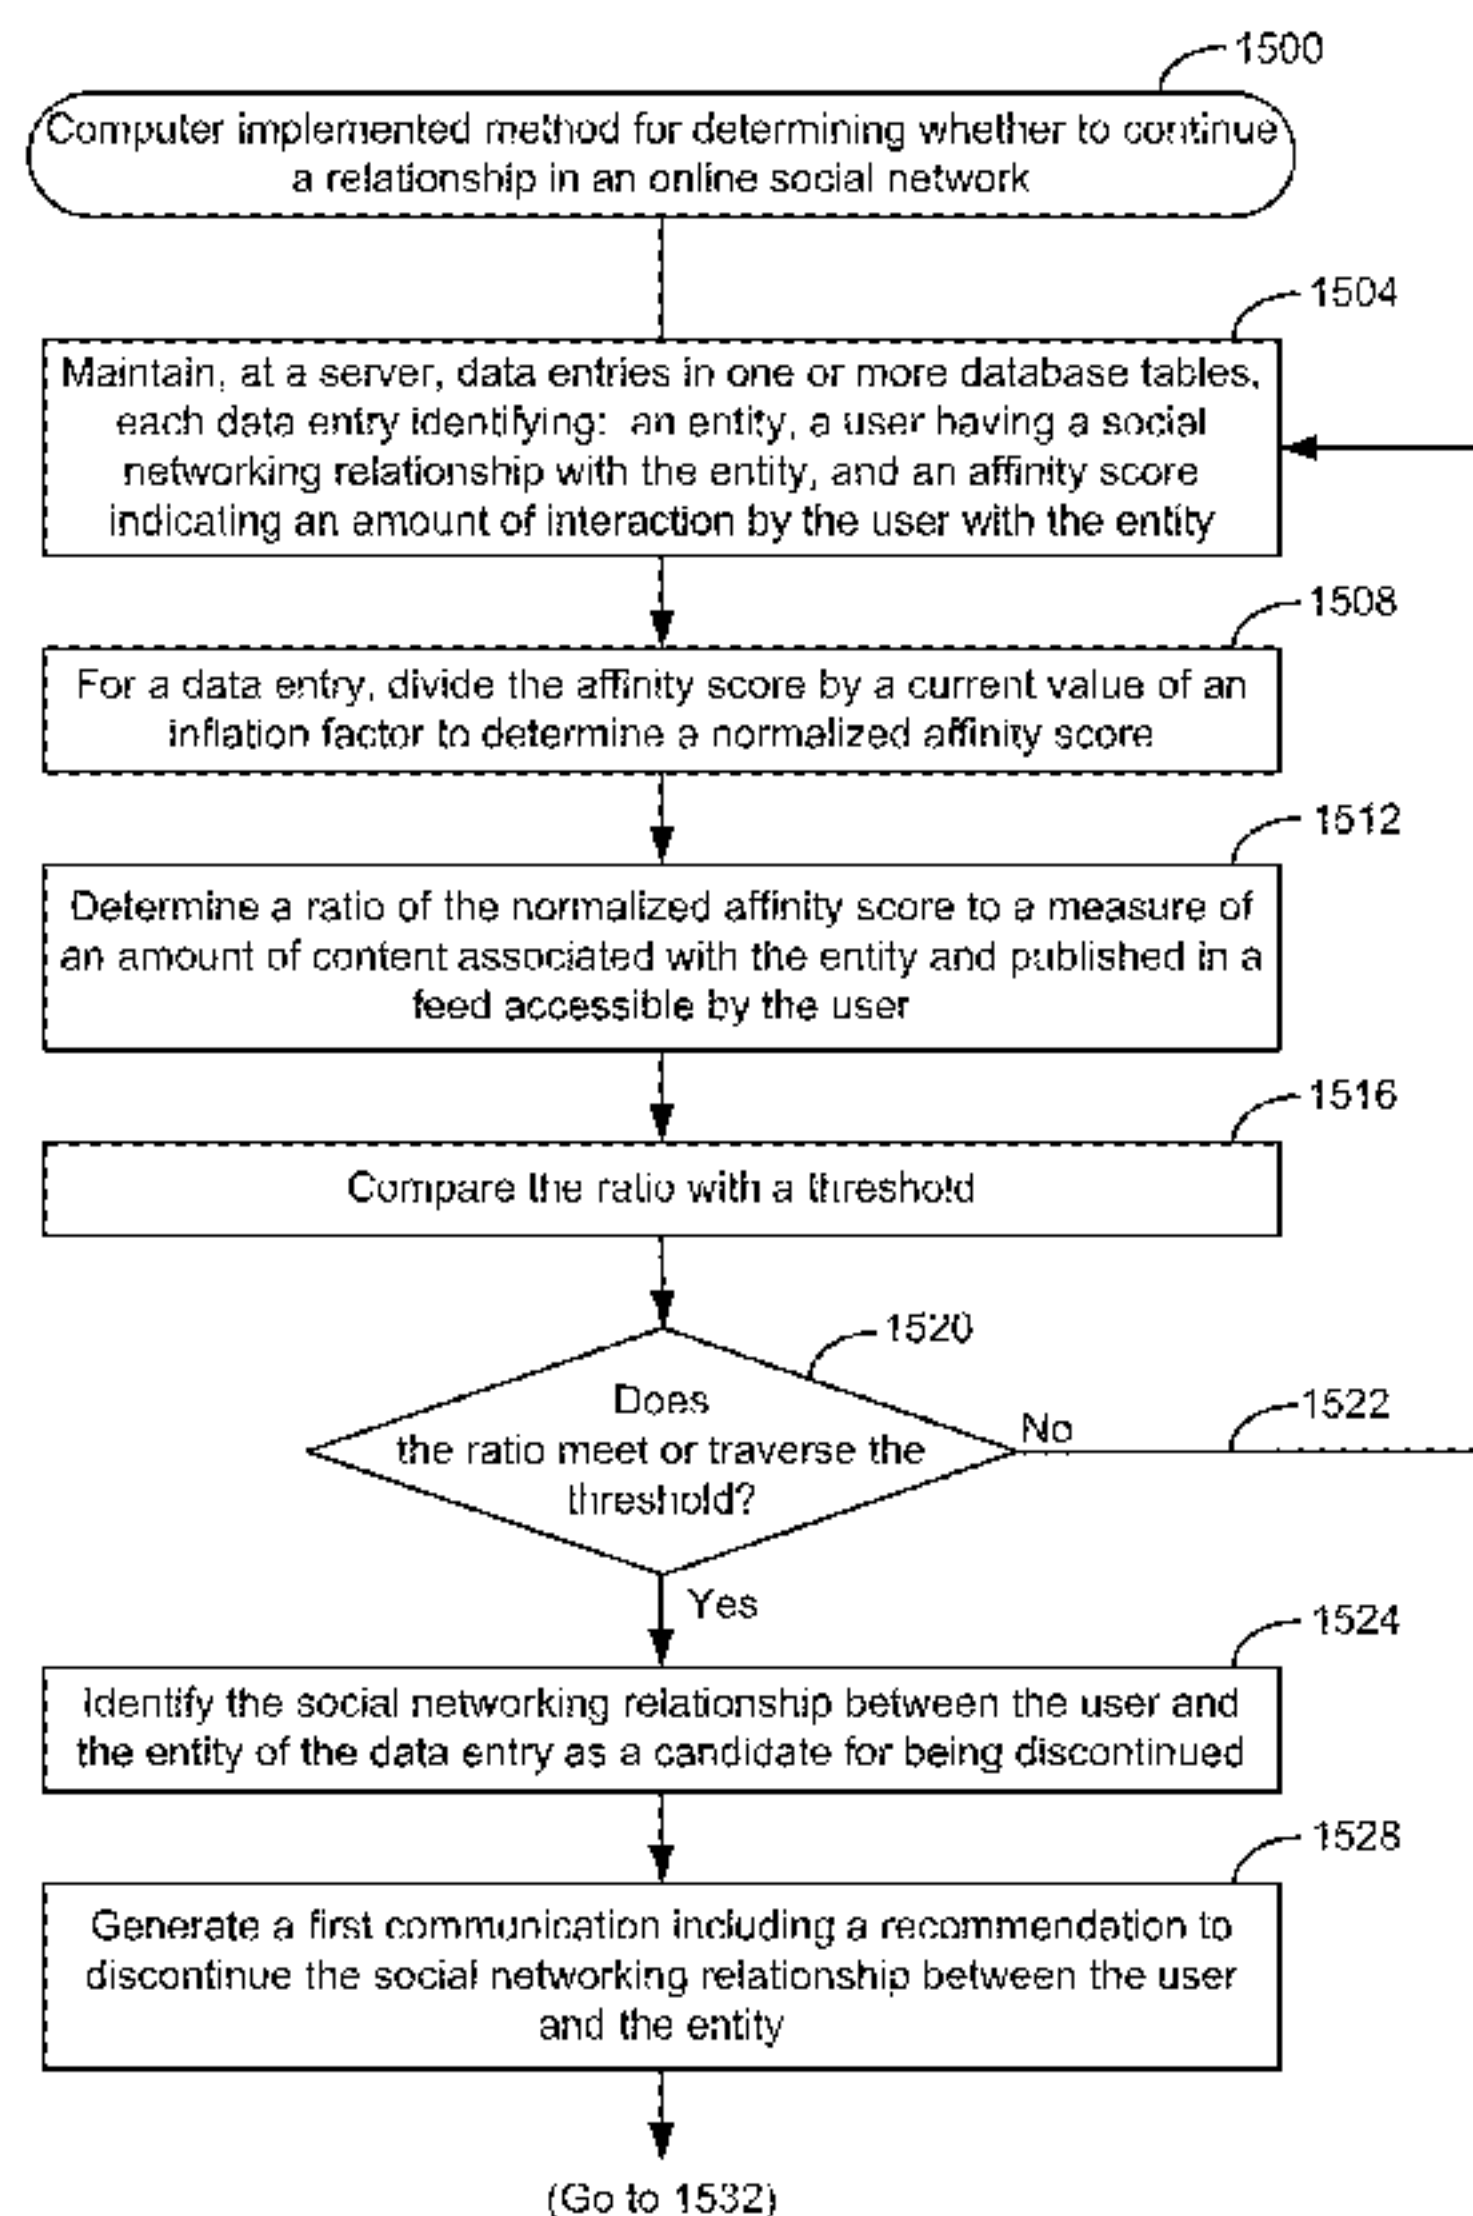 1500
Computer implemented method for determining whether to continue
a relationship in an online social network
1504
Maintain, at a server, data entries in one or more database tables,
each data entry identifying: an entity, a user having a social
networking relationship with the entity, and an affinity score
indicating an amount of interaction by the user with the entity
1508
For a data entry, divide the affinity score by a current value of an
inflation factor to determine a normalized affinity score
1512
Determine a ratio of the normalized affinity score to a measure of
an amount of content associated with the entity and published in a
feed accessible by the user
1516
Compare the ratio with a threshold
1520
Does
the ratio meet or traverse the
threshold?
No
1522
Yes
1524
Identify the social networking relationship between the user and
the entity of the data entry as a candidate for being discontinued
1528
Generate a first communication including a recommendation to
discontinue the social networking relationship between the user
and the entity
(Go to 1532)